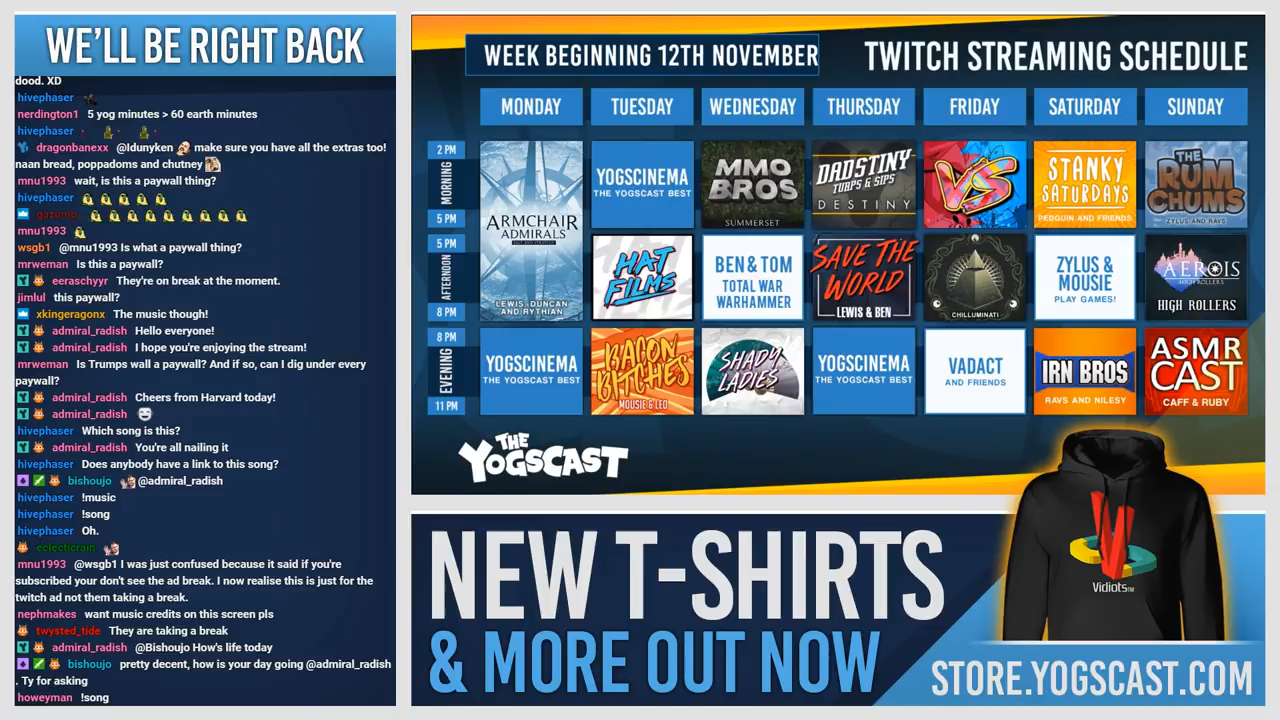 WE'LL BE RIGHT BACK
dood. XD
hivephaser
nerdington1 5 yog minutes > 60 earth minutes
hivephaser
dragonbanexx @Idunyken make sure you have all the extras too!
naan bread, poppadoms and chutney
mnu1993 wait, is this a paywall thing?
hivephaser
gazump
mnu1993
wsgb1 @mnu1993 Is what a paywall thing?
mrweman Is this a paywall?
eeraschyyr They're on break at the moment.
jimlul this paywall?
xkingeragonx The music though!
admiral_radish Hello everyone!
admiral_radish I hope you're enjoying the stream!
mrweman Is Trumps wall a paywall? And if so, can I dig under every
paywall?
admiral_radish Cheers from Harvard today!
admiral_radish
hivephaser Which song is this?
admiral_radish You're all nailing it
hivephaser Does anybody have a link to this song?
bishoujo @admiral_radish
hivephaser !music
hivephaser !song
hivephaser Oh.
eclecticrain
mnu1993 @wsgb1 I was just confused because it said if you're
subscribed your don't see the ad break. I now realise this is just for the
twitch ad not them taking a break.
nephmakes want music credits on this screen pls
twysted_tide They are taking a break
admiral_radish @Bishoujo How's life today
bishoujo pretty decent, how is your day going @admiral_radish
. Ty for asking
howeyman !song
WEEK BEGINNING 12TH NOVEMBER
TWITCH STREAMING SCHEDULE
MONDAY TUESDAY WEDNESDAY THURSDAY FRIDAY SATURDAY SUNDAY
2 PM
MORNING
5 PM
ARMCHAIR
ADMIRALS
LEWIS, DUNCAN
AND RYTHIAN
YOGSCINEMA
THE YOGSCAST BEST
MMO
BROS
SUMMERSET
DADSTINY
TURPS & SIPS
DESTINY
VS
STANKY
SATURDAYS
PEDGUIN AND FRIENDS
THE
RUM
CHUMS
ZYLUS AND RAVS
5 PM
AFTERNOON
8 PM
HAT
FILMS
BEN & TOM
TOTAL WAR
WARHAMMER
SAVE THE
WORLD
LEWIS & BEN
CHILLUMINATI
ZYLUS &
MOUSIE
PLAY GAMES!
AEROIS
HIGH ROLLERS
HIGH ROLLERS
8 PM
EVENING
11 PM
YOGSCINEMA
THE YOGSCAST BEST
BACON
BITCHES
MOUSIE & LEO
SHADY
LADIES
YOGSCINEMA
THE YOGSCAST BEST
VADACT
AND FRIENDS
IRN BROS
RAVS AND NILESY
ASMR
CAST
CAFF & RUBY
THE
YOGSCAST
NEW T-SHIRTS
& MORE OUT NOW
Vidiots™
STORE.YOGSCAST.COM